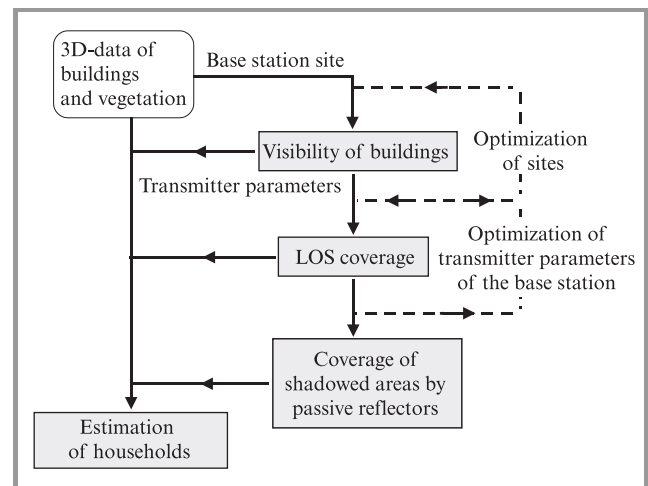 3D-data of
buildings
and vegetation
Base station site
Visibility of buildings
Optimization
of sites
Transmitter parameters
LOS coverage
Optimization of
transmitter parameters
of the base station
Coverage of
shadowed areas by
passive reflectors
Estimation
of households